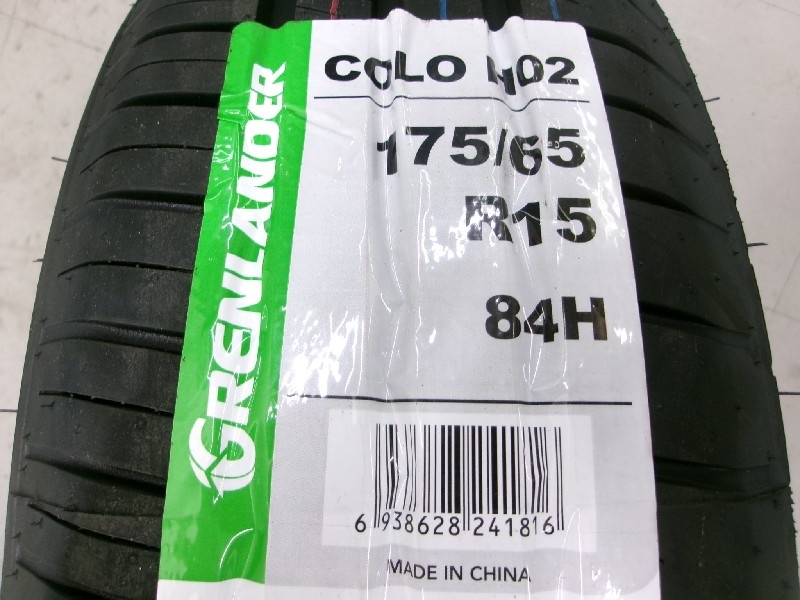 GRENLANDER
COLO H02
175/65
R15
84H
6 938628 241816
MADE IN CHINA